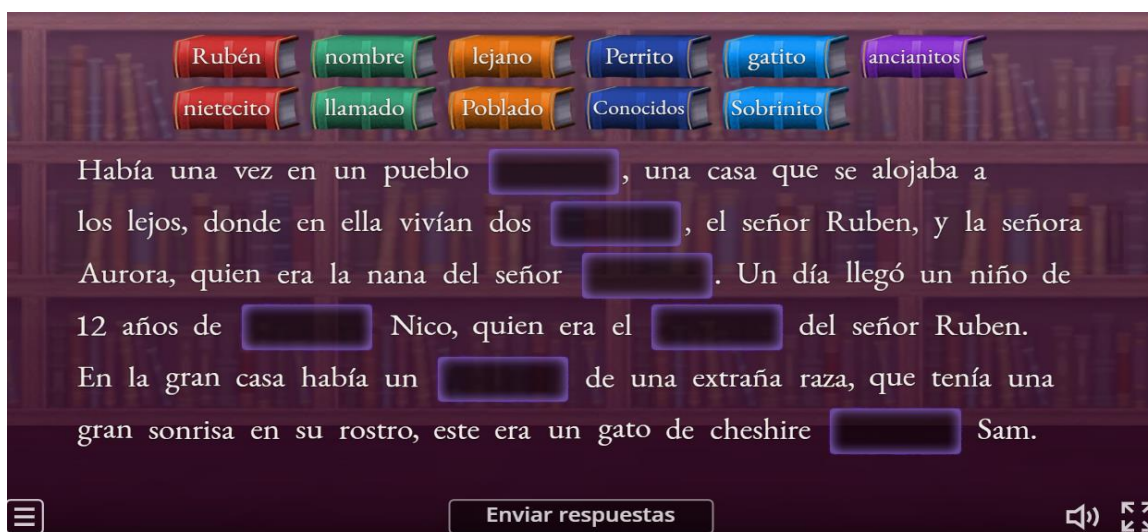 Rubén nombre lejano Perrito gatito ancianitos
nietecito llamado Poblado Conocidos Sobrinito
Había una vez en un pueblo , una casa que se alojaba a
los lejos, donde en ella vivían dos , el señor Ruben, y la señora
Aurora, quien era la nana del señor . Un día llegó un niño de
12 años de Nico, quien era el del señor Ruben.
En la gran casa había un de una extraña raza, que tenía una
gran sonrisa en su rostro, este era un gato de cheshire Sam.
Enviar respuestas